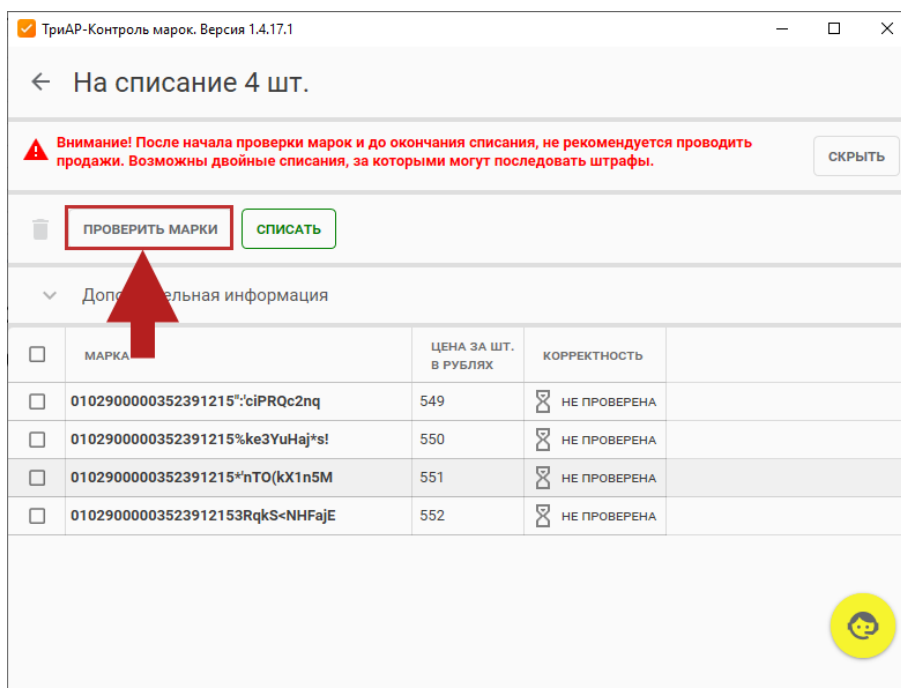 ТриАР-Контроль марок. Версия 1.4.17.1
На списание 4 шт.
Внимание! После начала проверки марок и до окончания списания, не рекомендуется проводить
продажи. Возможны двойные списания, за которыми могут последовать штрафы.
СКРЫТЬ
ПРОВЕРИТЬ МАРКИ
СПИСАТЬ
информация
МАРКА
ЦЕНА ЗА ШТ.
В РУБЛЯХ
КОРРЕКТНОСТЬ
0102900000352391215":'ciPRQc2nq 549 НЕ ПРОВЕРЕНА
0102900000352391215%ke3YuHaj*s! 550 НЕ ПРОВЕРЕНА
0102900000352391215*'nTO(kX1n5M 551 НЕ ПРОВЕРЕНА
01029000003523912153RqkS<NHFajE 552 НЕ ПРОВЕРЕНА